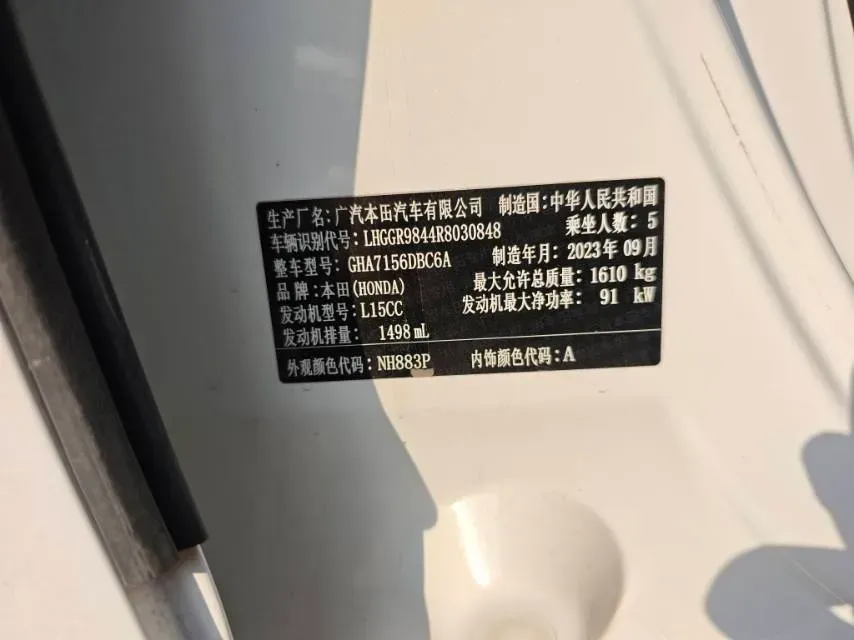 生产厂名:广汽本田汽车有限公司 制造国:中华人民共和国
车辆识别代号:LHGGR9844R8030848 乘坐人数:5
整车型号:GHA7156DBC6A 制造年月:2023年09月
品牌:本田(HONDA) 最大允许总质量:1610 kg
发动机型号:L15CC 发动机最大净功率:91 kW
发动机排量:1498 mL
外观颜色代码:NH883P 内饰颜色代码:A